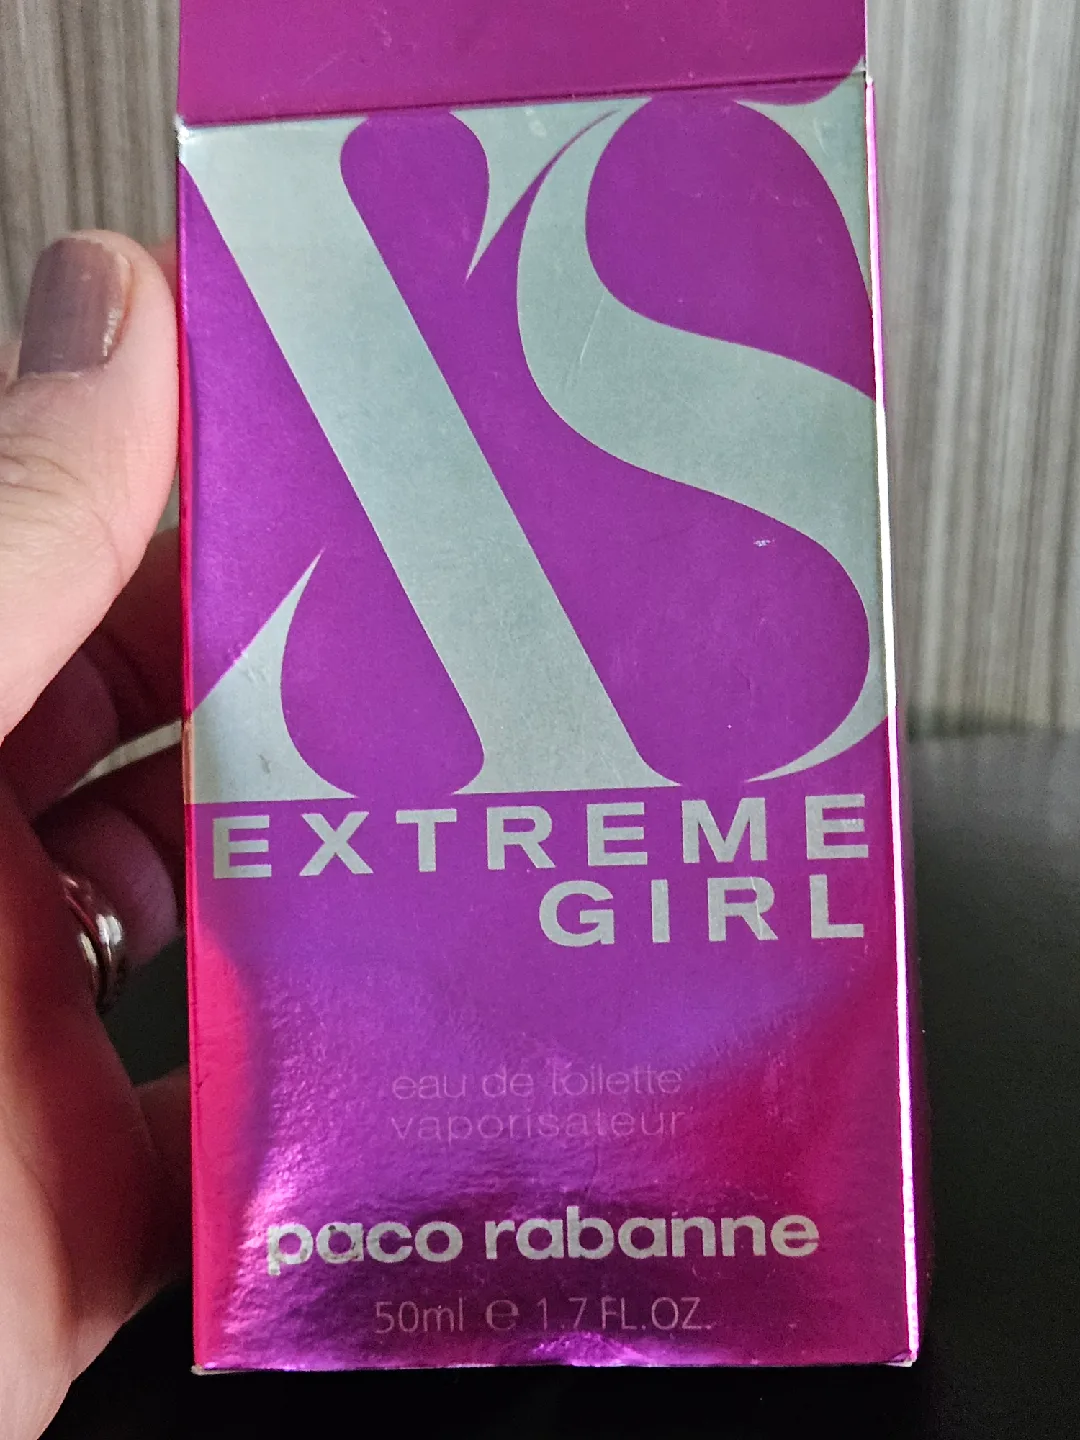 XS
EXTREME
GIRL
eau de toilette
vaporisateur
paco rabanne
50ml ℮ 1.7 FL.OZ.